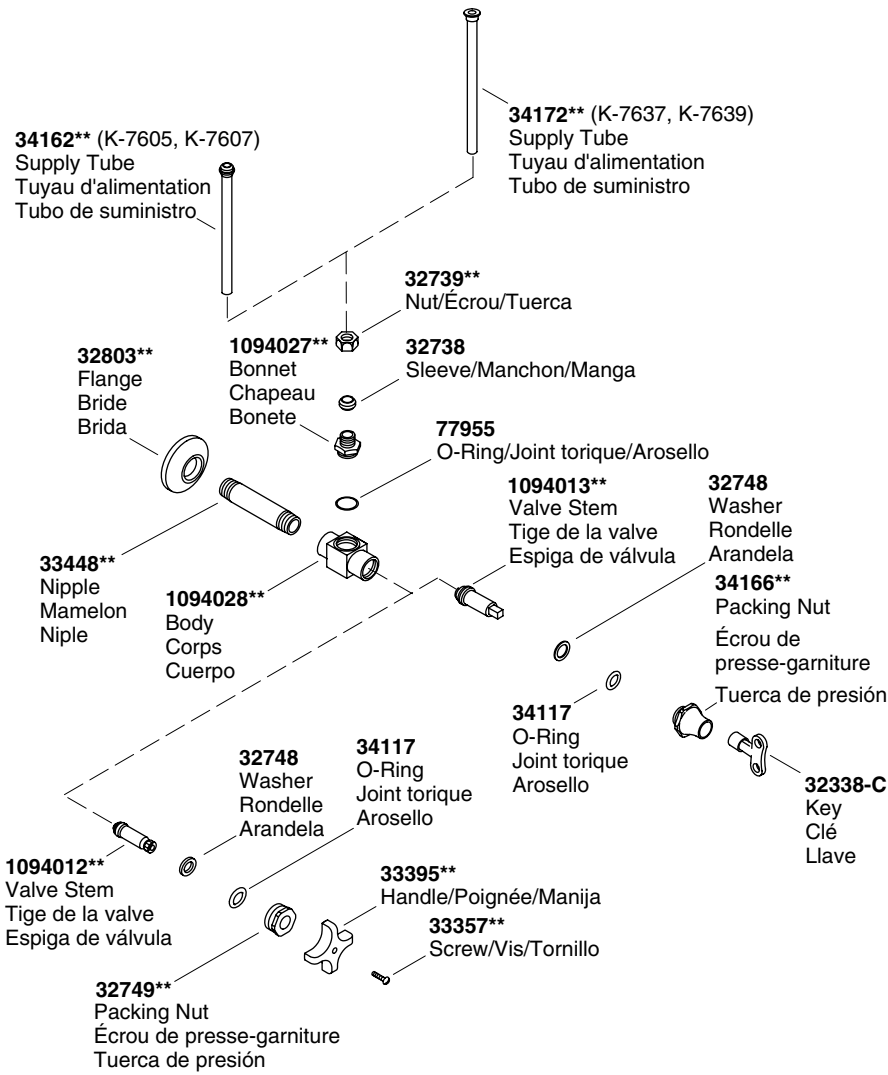 34172** (K-7637, K-7639)
Supply Tube
Tuyau d'alimentation
Tubo de suministro
34162** (K-7605, K-7607)
Supply Tube
Tuyau d'alimentation
Tubo de suministro
32739**
Nut/Écrou/Tuerca
32803**
Flange
Bride
Brida
1094027**
Bonnet
Chapeau
Bonete
32738
Sleeve/Manchon/Manga
77955
O-Ring/Joint torique/Arosello
1094013**
Valve Stem
Tige de la valve
Espiga de válvula
32748
Washer
Rondelle
Arandela
33448**
Nipple
Mamelon
Niple
1094028**
Body
Corps
Cuerpo
34166**
Packing Nut
Écrou de
presse-garniture
Tuerca de presión
34117
O-Ring
Joint torique
Arosello
32338-C
Key
Clé
Llave
32748
Washer
Rondelle
Arandela
34117
O-Ring
Joint torique
Arosello
1094012**
Valve Stem
Tige de la valve
Espiga de válvula
33395**
Handle/Poignée/Manija
33357**
Screw/Vis/Tornillo
32749**
Packing Nut
Écrou de presse-garniture
Tuerca de presión